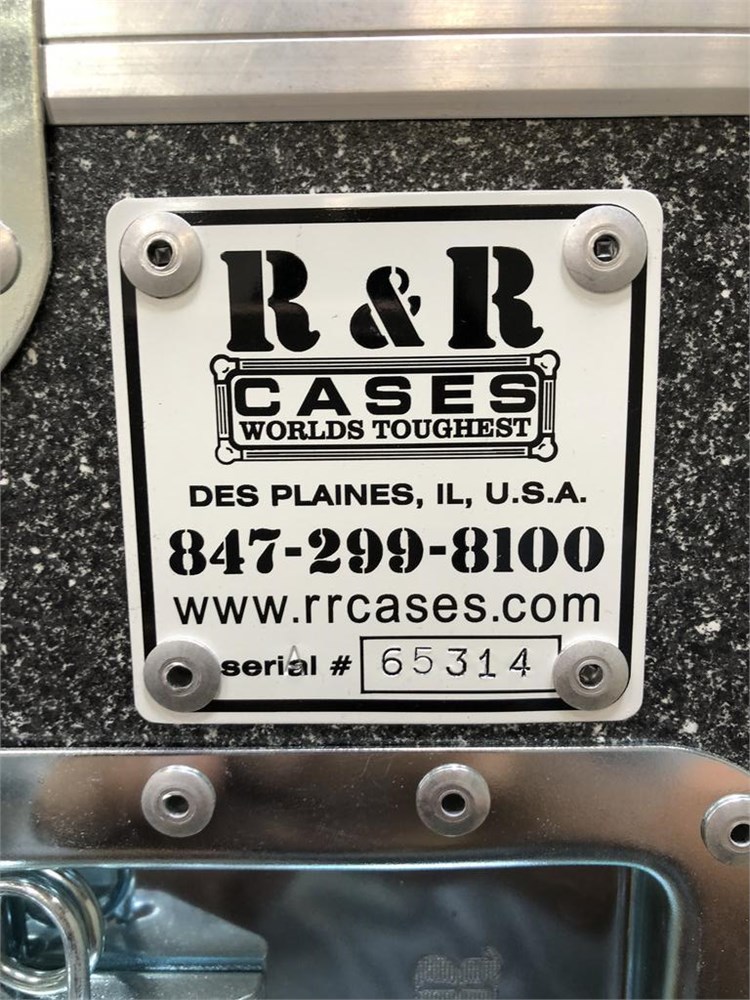 R & R
CASES
WORLDS TOUGHEST
DES PLAINES, IL, U.S.A.
847-299-8100
www.rrcases.com
serial # 65314
A